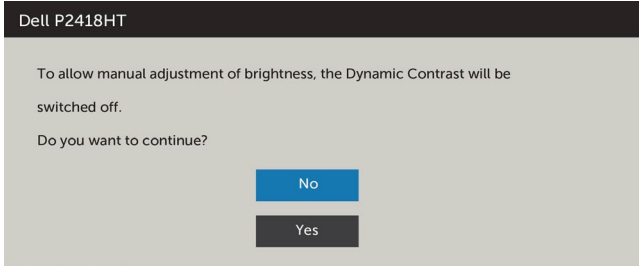 Dell P2418HT
To allow manual adjustment of brightness, the Dynamic Contrast will be
switched off.
Do you want to continue?
No
Yes